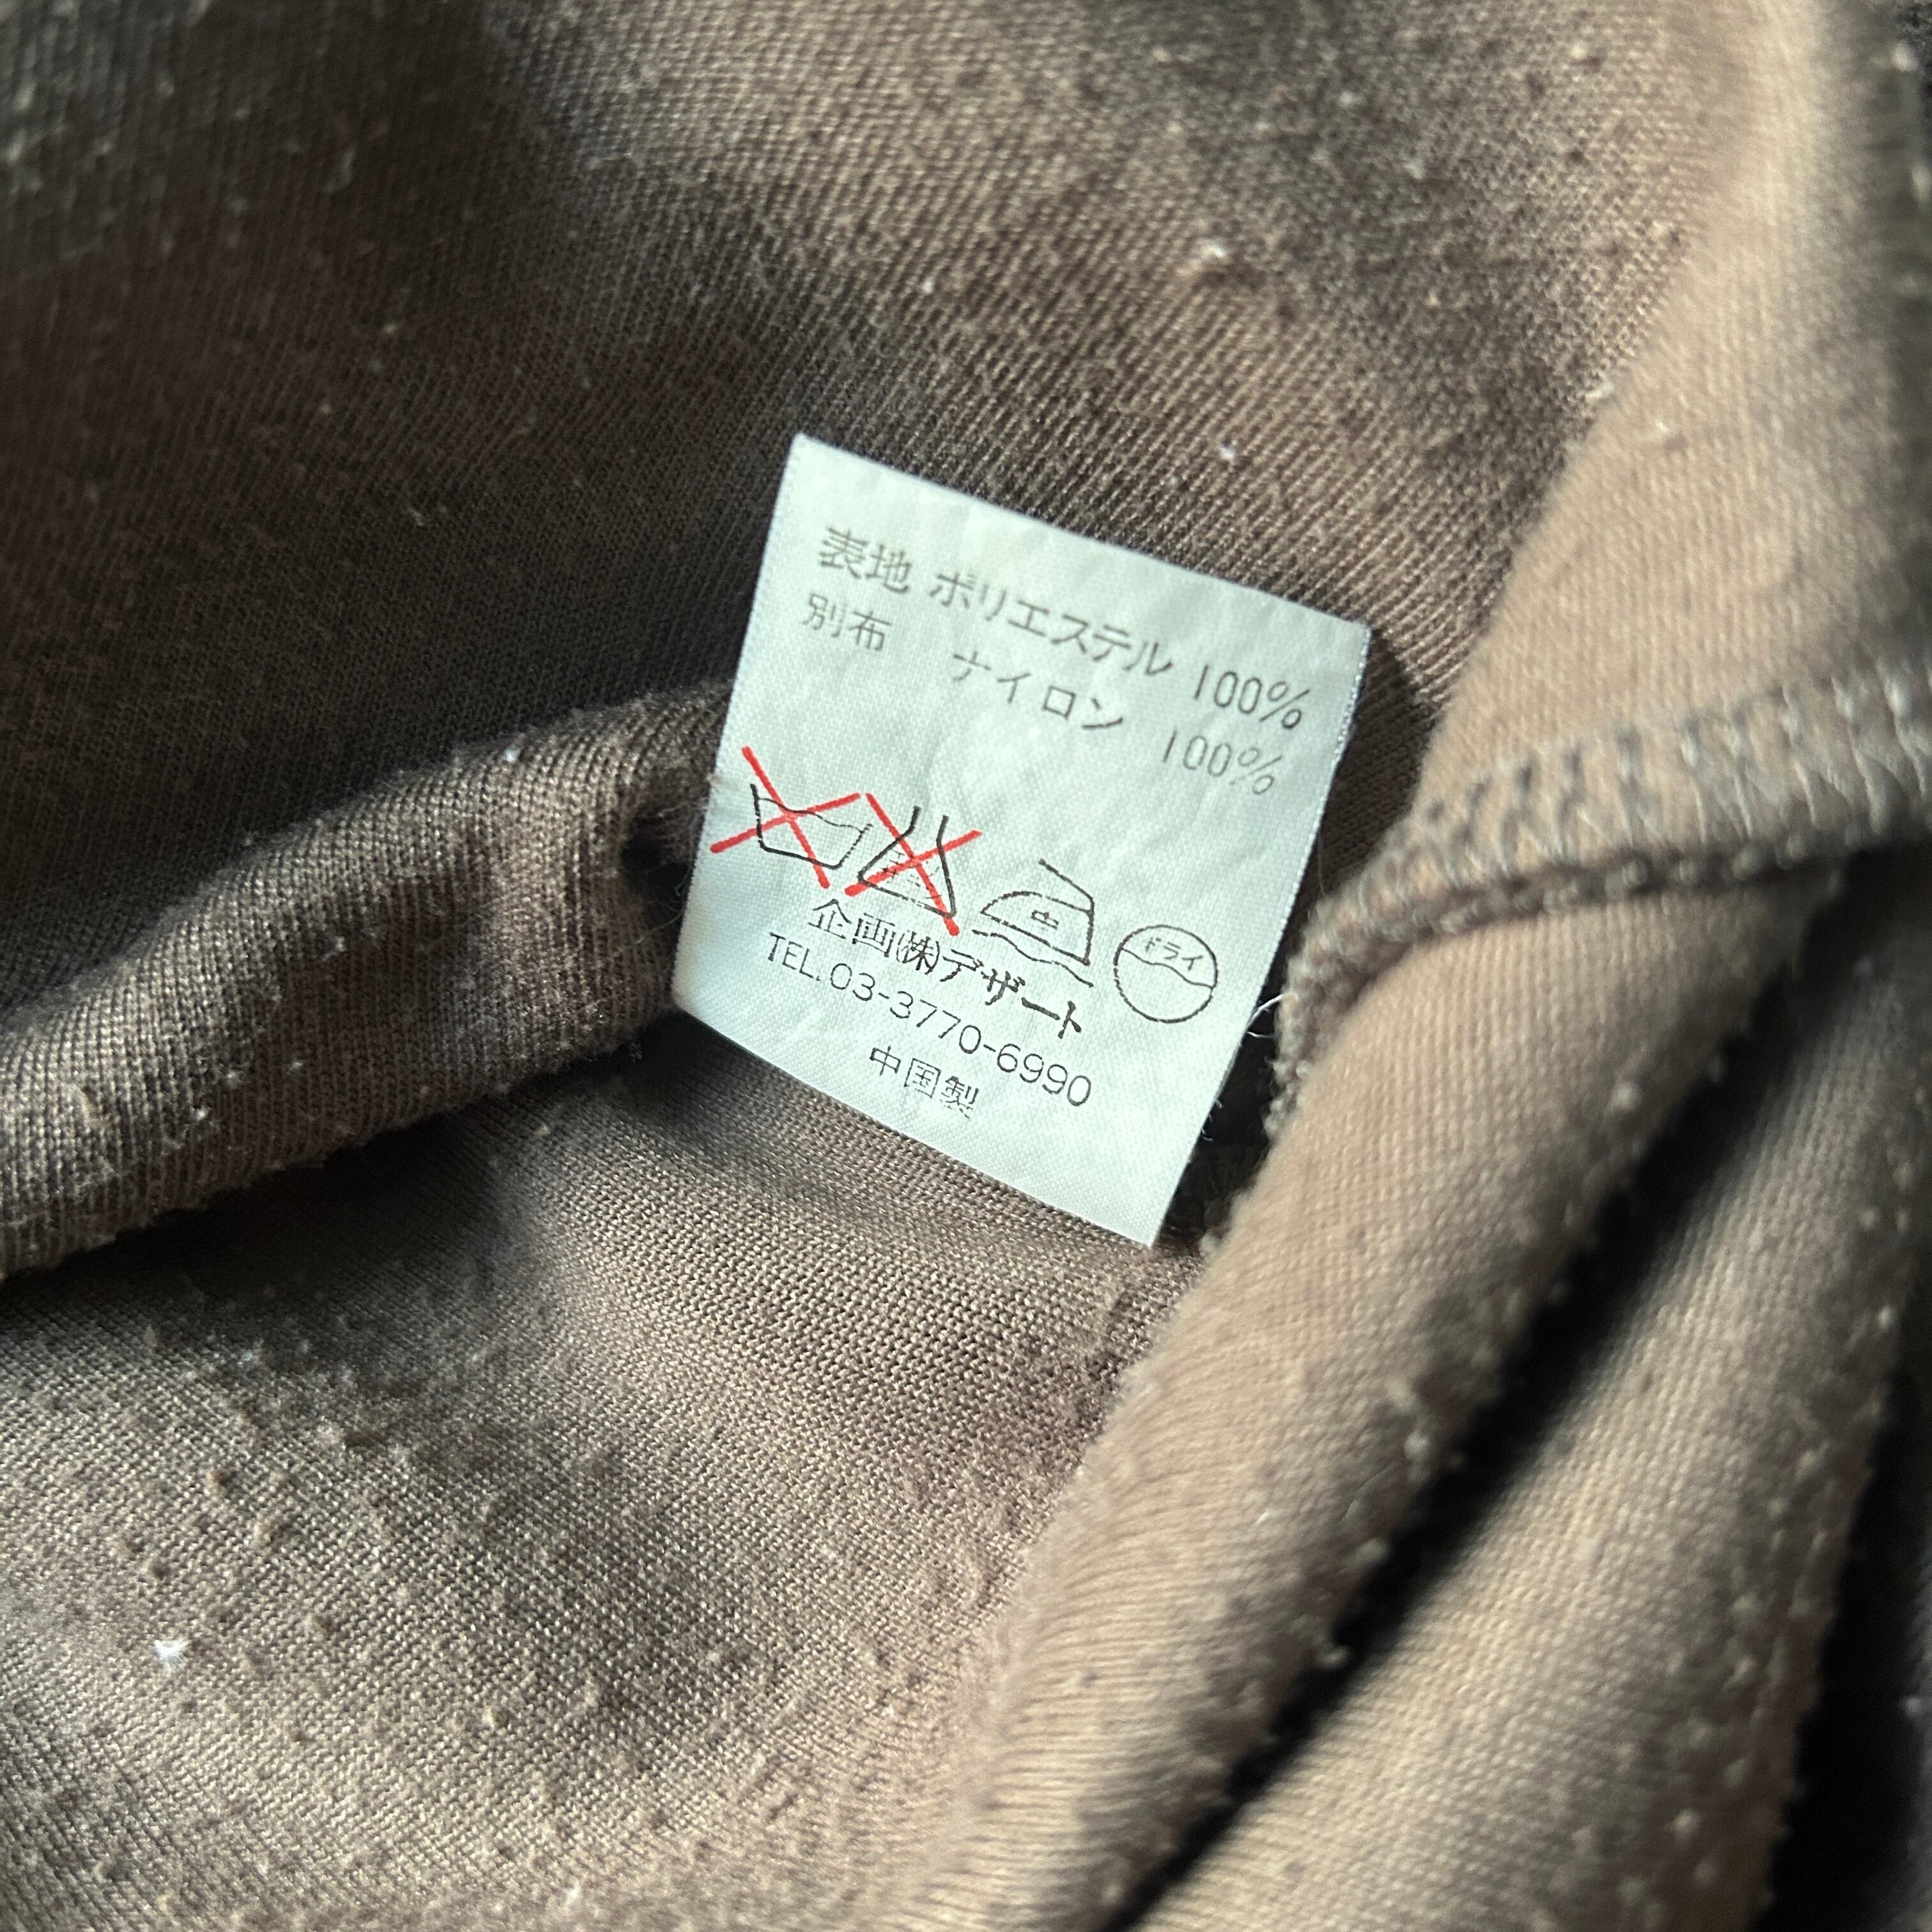 表地 ポリエステル 100%
別布 ナイロン 100%
中 ドライ
企画(株)デザート
TEL.03-3770-6990
中国製